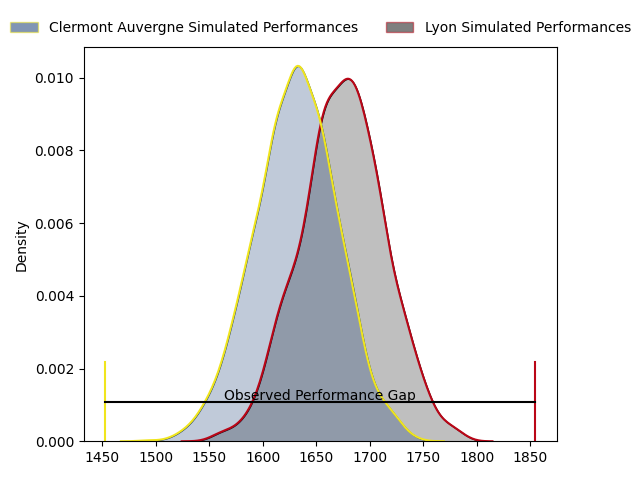 Clermont Auvergne Simulated Performances Lyon Simulated Performances
0.010
0.008
0.006
0.004
0.002
0.000
Density
Observed Performance Gap
1450 1500 1550 1600 1650 1700 1750 1800 1850